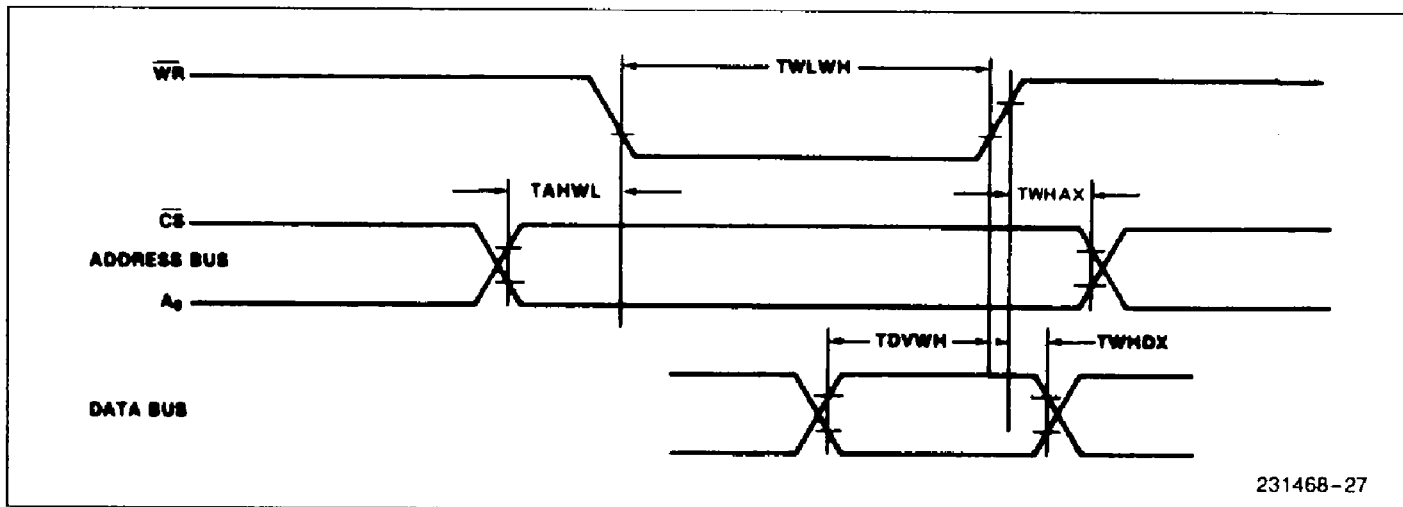 WR
TWLWH
TAHWL
TWHAX
CS
ADDRESS BUS
A0
TDVWH
TWHDX
DATA BUS
231468-27